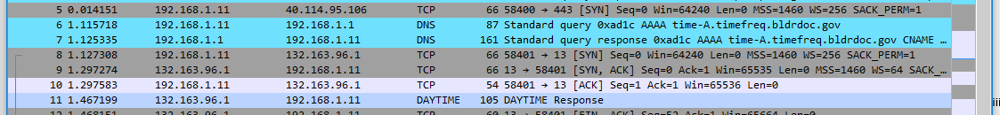 5 0.014151 192.168.1.11 40.114.95.106 TCP 66 58400 → 443 [SYN] Seq=0 Win=64240 Len=0 MSS=1460 WS=256 SACK_PERM=1
6 1.115718 192.168.1.11 192.168.1.1 DNS 87 Standard query 0xad1c AAAA time-A.timefreq.bldrdoc.gov
7 1.125335 192.168.1.1 192.168.1.11 DNS 161 Standard query response 0xad1c AAAA time-A.timefreq.bldrdoc.gov CNAME …
8 1.127308 192.168.1.11 132.163.96.1 TCP 66 58401 → 13 [SYN] Seq=0 Win=64240 Len=0 MSS=1460 WS=256 SACK_PERM=1
9 1.297274 132.163.96.1 192.168.1.11 TCP 66 13 → 58401 [SYN, ACK] Seq=0 Ack=1 Win=65535 Len=0 MSS=1460 WS=64 SACK_…
10 1.297583 192.168.1.11 132.163.96.1 TCP 54 58401 → 13 [ACK] Seq=1 Ack=1 Win=65536 Len=0
11 1.467199 132.163.96.1 192.168.1.11 DAYTIME 105 DAYTIME Response
12 1.468151 132.163.96.1 192.168.1.11 TCP 60 13 → 58401 [FIN, ACK] Seq=52 Ack=1 Win=65664 Len=0